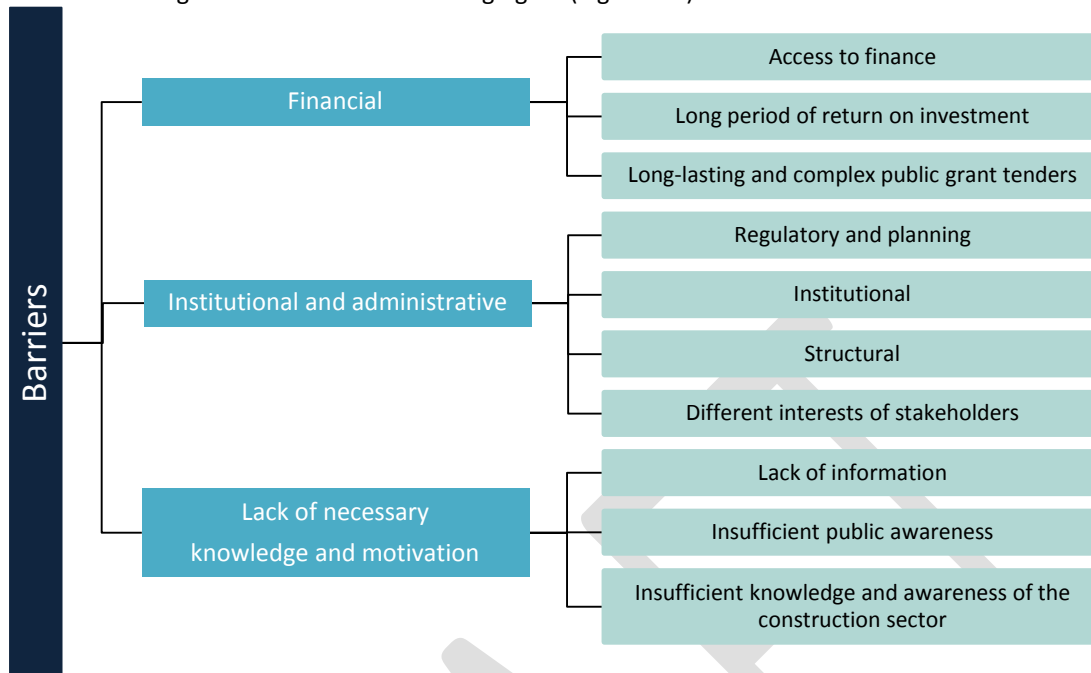 Barriers
Financial
Access to finance
Long period of return on investment
Long-lasting and complex public grant tenders
Institutional and administrative
Regulatory and planning
Institutional
Structural
Different interests of stakeholders
Lack of necessary
knowledge and motivation
Lack of information
Insufficient public awareness
Insufficient knowledge and awareness of the
construction sector